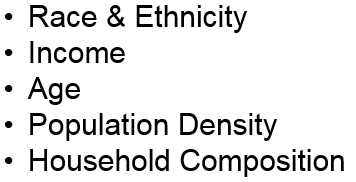 • Race & Ethnicity
• Income
• Age
• Population Density
• Household Composition